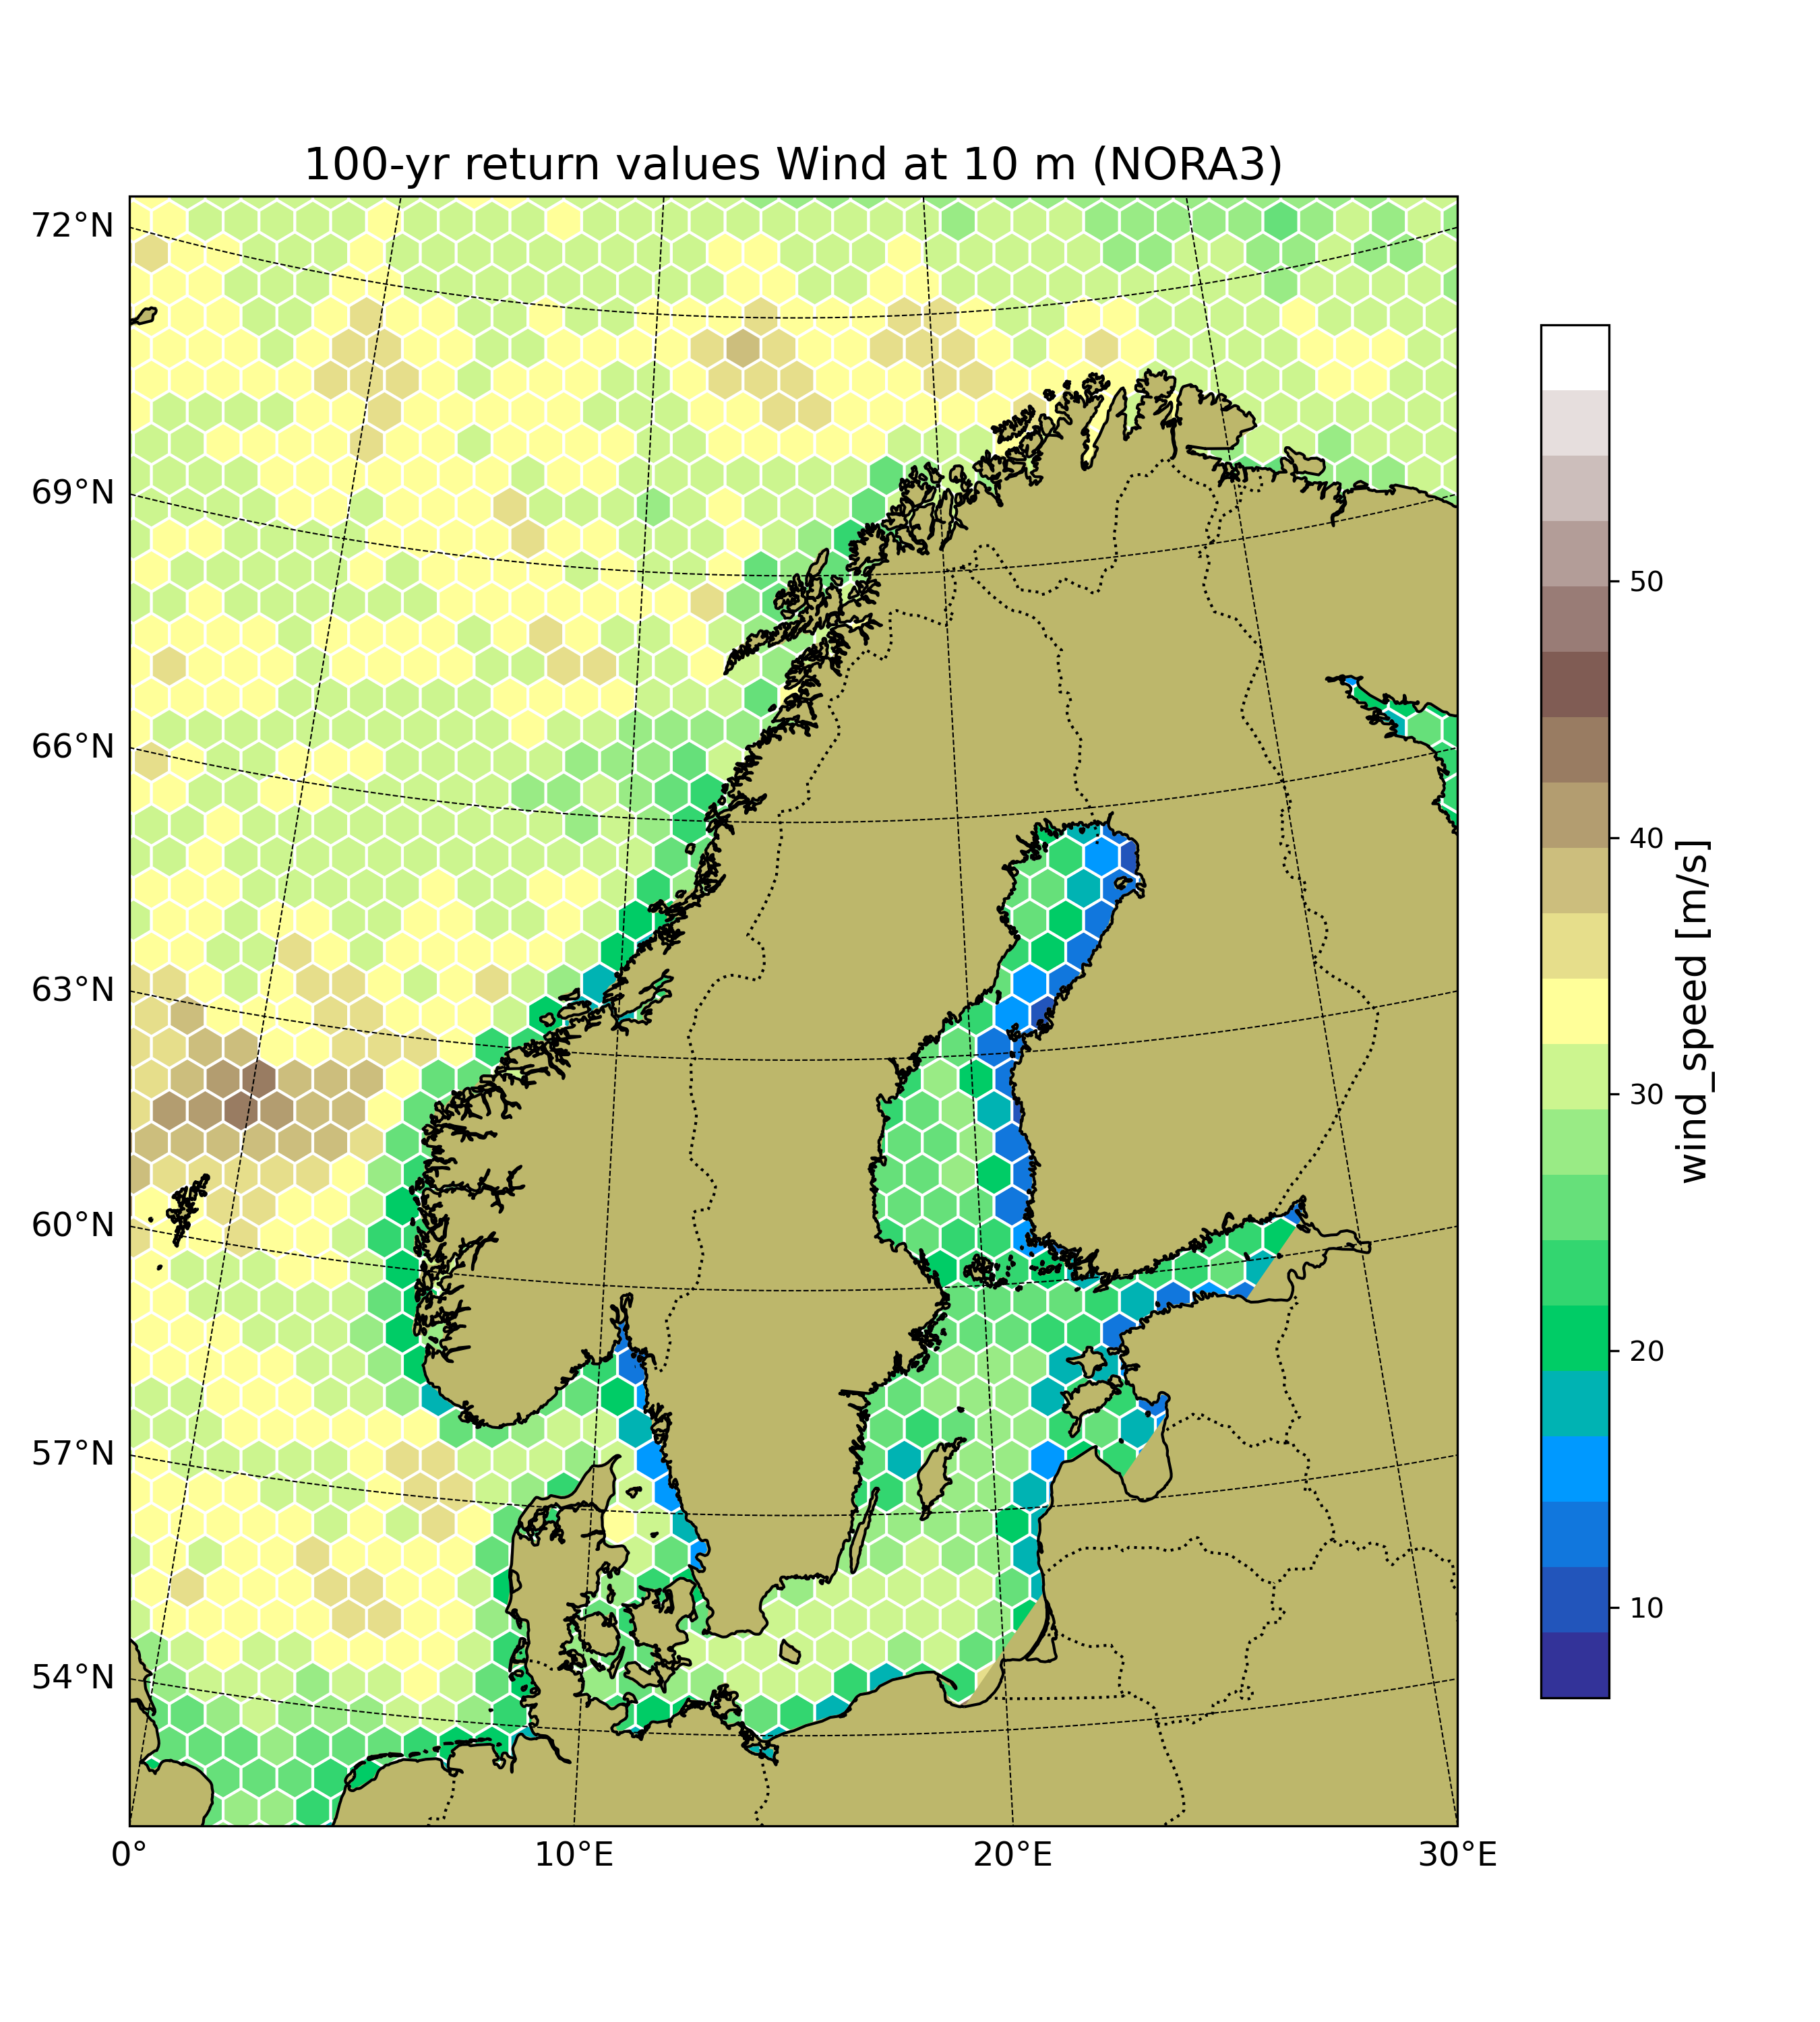 100-yr return values Wind at 10 m (NORA3)
72°N
69°N
66°N
63°N
60°N
57°N
54°N
0°
10°E
20°E
30°E
50
40
30
20
10
wind_speed [m/s]